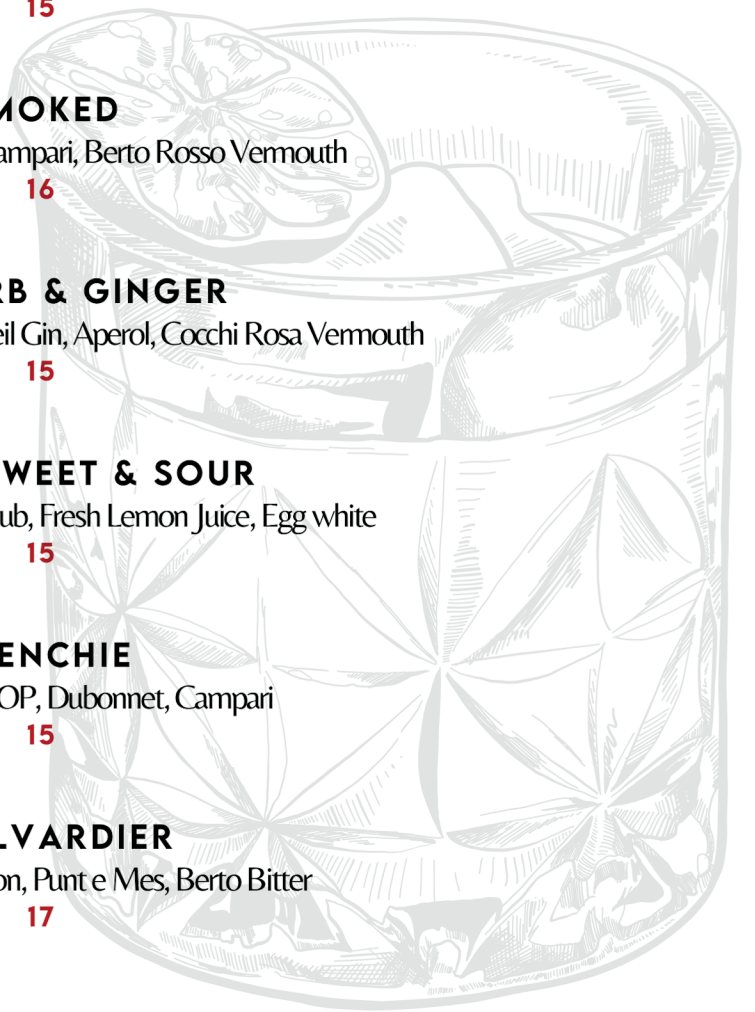 15
MOKED
ampari, Berto Rosso Vermouth
16
RB & GINGER
eil Gin, Aperol, Cocchi Rosa Vermouth
15
WEET & SOUR
ub, Fresh Lemon Juice, Egg white
15
ENCHIE
OP, Dubonnet, Campari
15
LVARDIER
on, Punt e Mes, Berto Bitter
17